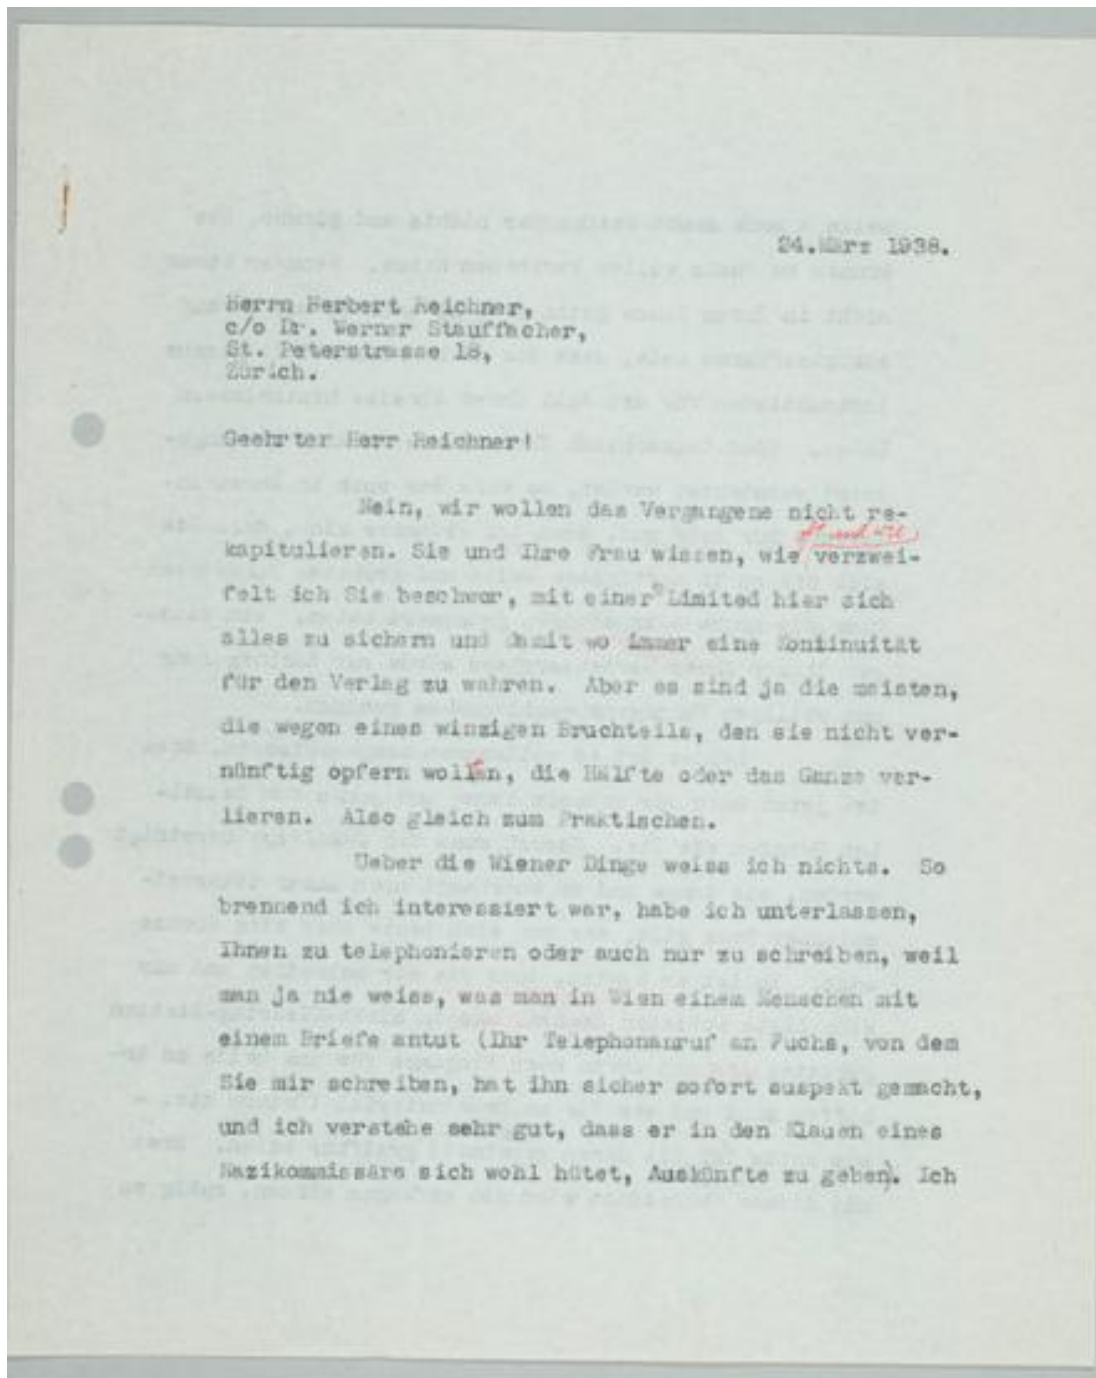 24.März 1938.
Herrn Herbert Reichner,
c/o Dr. Werner Stauffacher,
St. Peterstrasse 18,
Zürich.
Geehrter Herr Reichner!
Nein, wir wollen das Vergangene nicht re-
kapitulieren. Sie und Ihre Frau wissen, wie verzwei-
felt ich Sie beschwor, mit einer Limited hier sich
alles zu sichern und damit wo immer eine Kontinuität
für den Verlag zu wahren. Aber es sind ja die meisten,
die wegen eines winzigen Bruchteils, den sie nicht ver-
nünftig opfern wollen, die Hälfte oder das Ganze ver-
lieren. Also gleich zum Praktischen.
Ueber die Wiener Dinge weiss ich nichts. So
brennend ich interessiert war, habe ich unterlassen,
Ihnen zu telephonieren oder auch nur zu schreiben, weil
man ja nie weiss, was man in Wien einem Menschen mit
einem Briefe antut (Ihr Telephonanruf an Fuchs, von dem
Sie mir schreiben, hat ihn sicher sofort suspekt gemacht,
und ich verstehe sehr gut, dass er in den Klauen eines
Nazikommissärs sich wohl hütet, Auskünfte zu geben). Ich